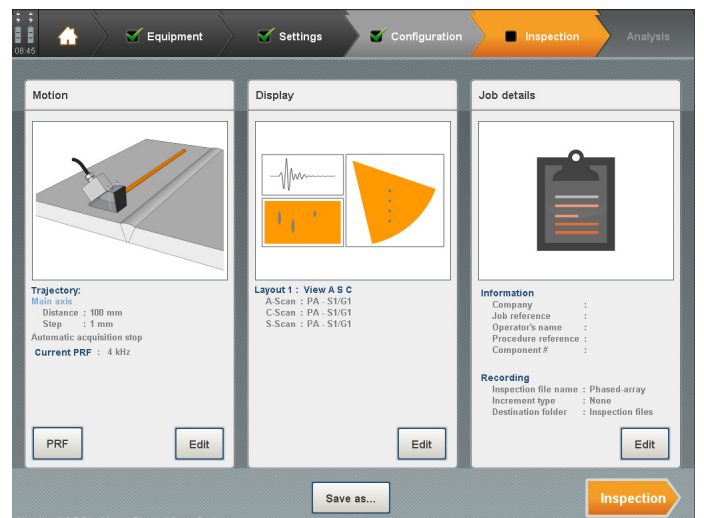 08:45
Equipment
Settings
Configuration
Inspection
Analysis
Motion
Trajectory:
Main axis
Distance : 100 mm
Step : 1 mm
Automatic acquisition stop
Current PRF : 4 kHz
PRF
Edit
Display
Layout 1 : View A S C
A-Scan : PA - S1/G1
C-Scan : PA - S1/G1
S-Scan : PA - S1/G1
Edit
Job details
Information
Company :
Job reference :
Operator's name :
Procedure reference :
Component # :
Recording
Inspection file name : Phased-array
Increment type : None
Destination folder : Inspection files
Edit
Save as...
Inspection